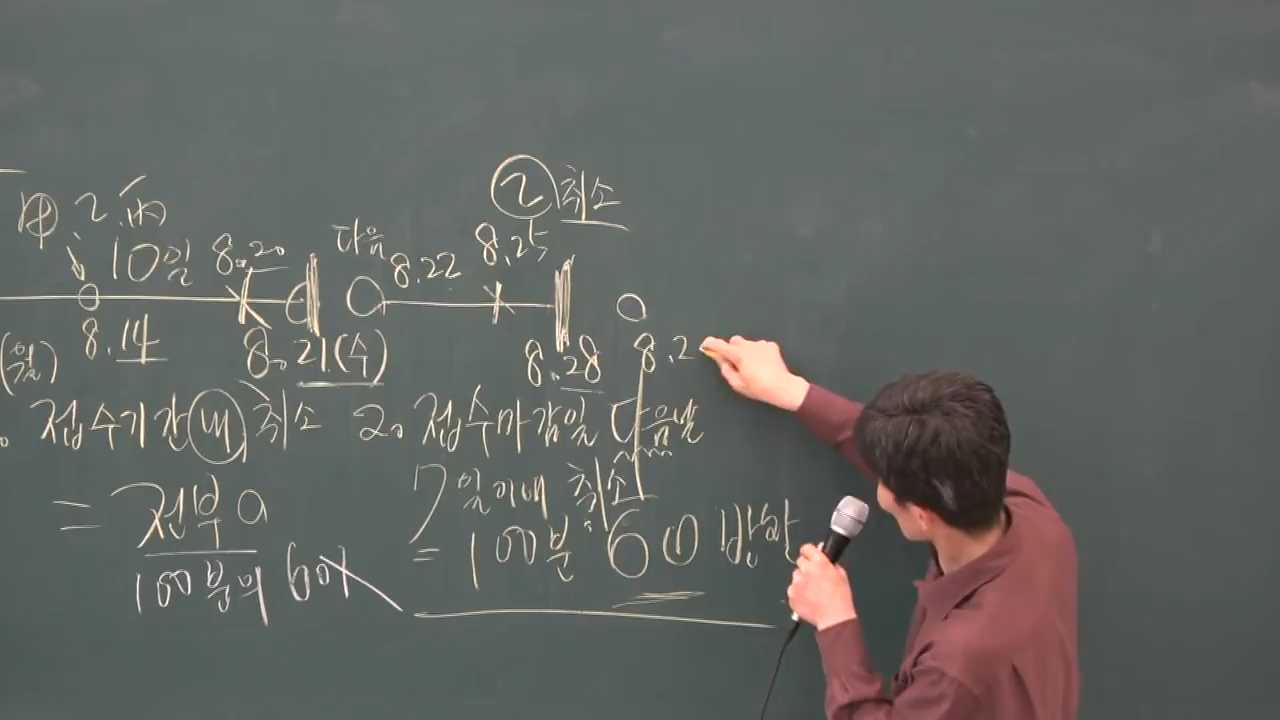 ② 취소
甲, 2. 丙
10일 8.20 다음 8.22 8.25
(월) 8.14 8.21(수) 8.28 8.2
접수기간 내 취소 2. 접수마감일 다음날
= 전부 7일이내 취소
100분의 60 = 100분 60 반환